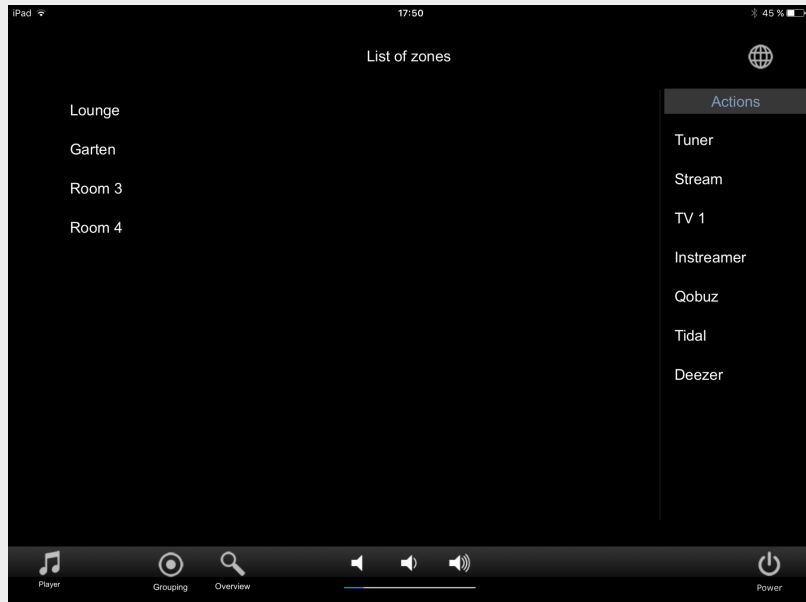 iPad 17:50 45 %
List of zones
Lounge
Garten
Room 3
Room 4
Actions
Tuner
Stream
TV 1
Instreamer
Qobuz
Tidal
Deezer
Player Grouping Overview Power